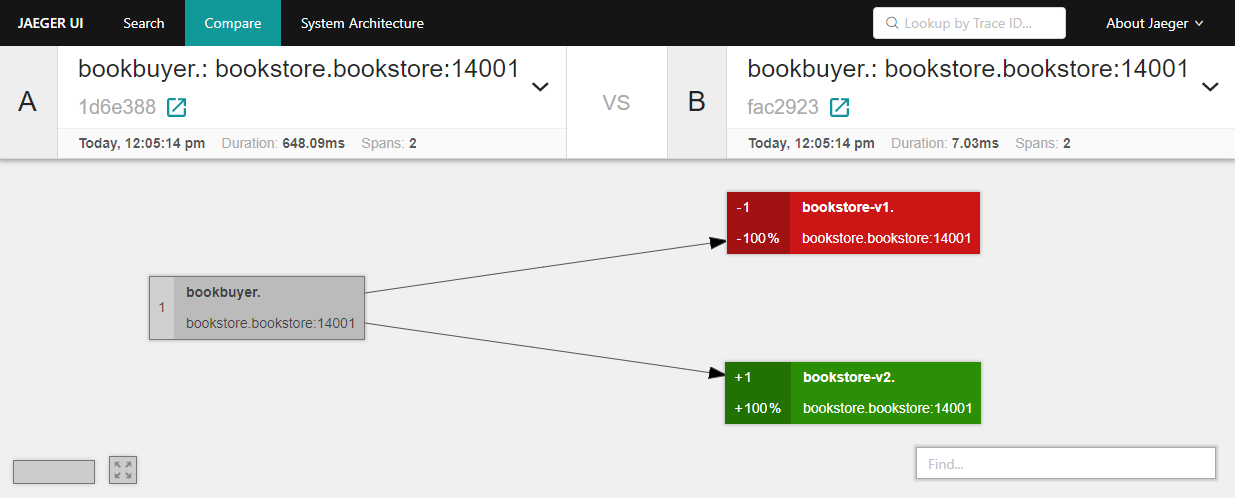 JAEGER UI Search Compare System Architecture Lookup by Trace ID... About Jaeger
A bookbuyer.: bookstore.bookstore:14001
1d6e388
Today, 12:05:14 pm Duration: 648.09ms Spans: 2
VS
B bookbuyer.: bookstore.bookstore:14001
fac2923
Today, 12:05:14 pm Duration: 7.03ms Spans: 2
-1 bookstore-v1.
-100% bookstore.bookstore:14001
1 bookbuyer.
bookstore.bookstore:14001
+1 bookstore-v2.
+100% bookstore.bookstore:14001
Find...